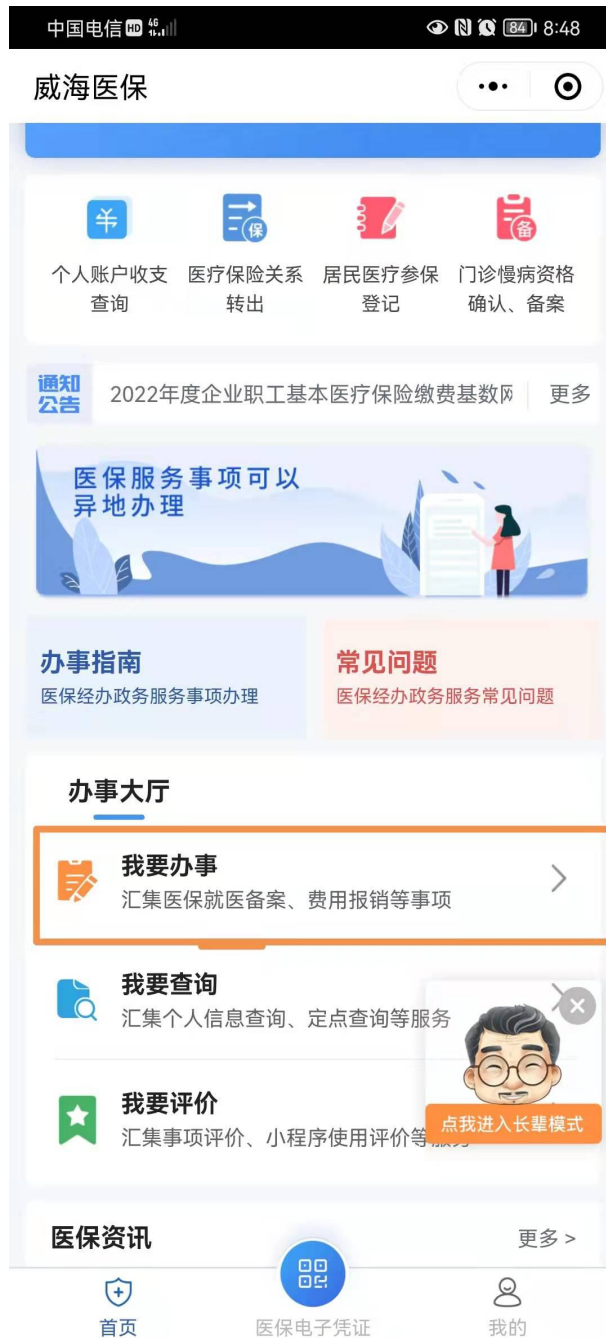 中国电信 HD 4G 84 8:48
威海医保
个人账户收支 医疗保险关系 居民医疗参保 门诊慢病资格
查询 转出 登记 确认、备案
通知 2022年度企业职工基本医疗保险缴费基数网 更多
公告
医保服务事项可以
异地办理
办事指南 常见问题
医保经办政务服务事项办理 医保经办政务服务常见问题
办事大厅
我要办事
汇集医保就医备案、费用报销等事项
我要查询
汇集个人信息查询、定点查询等服务
我要评价
汇集事项评价、小程序使用评价等
点我进入长辈模式
医保资讯 更多 >
首页 医保电子凭证 我的